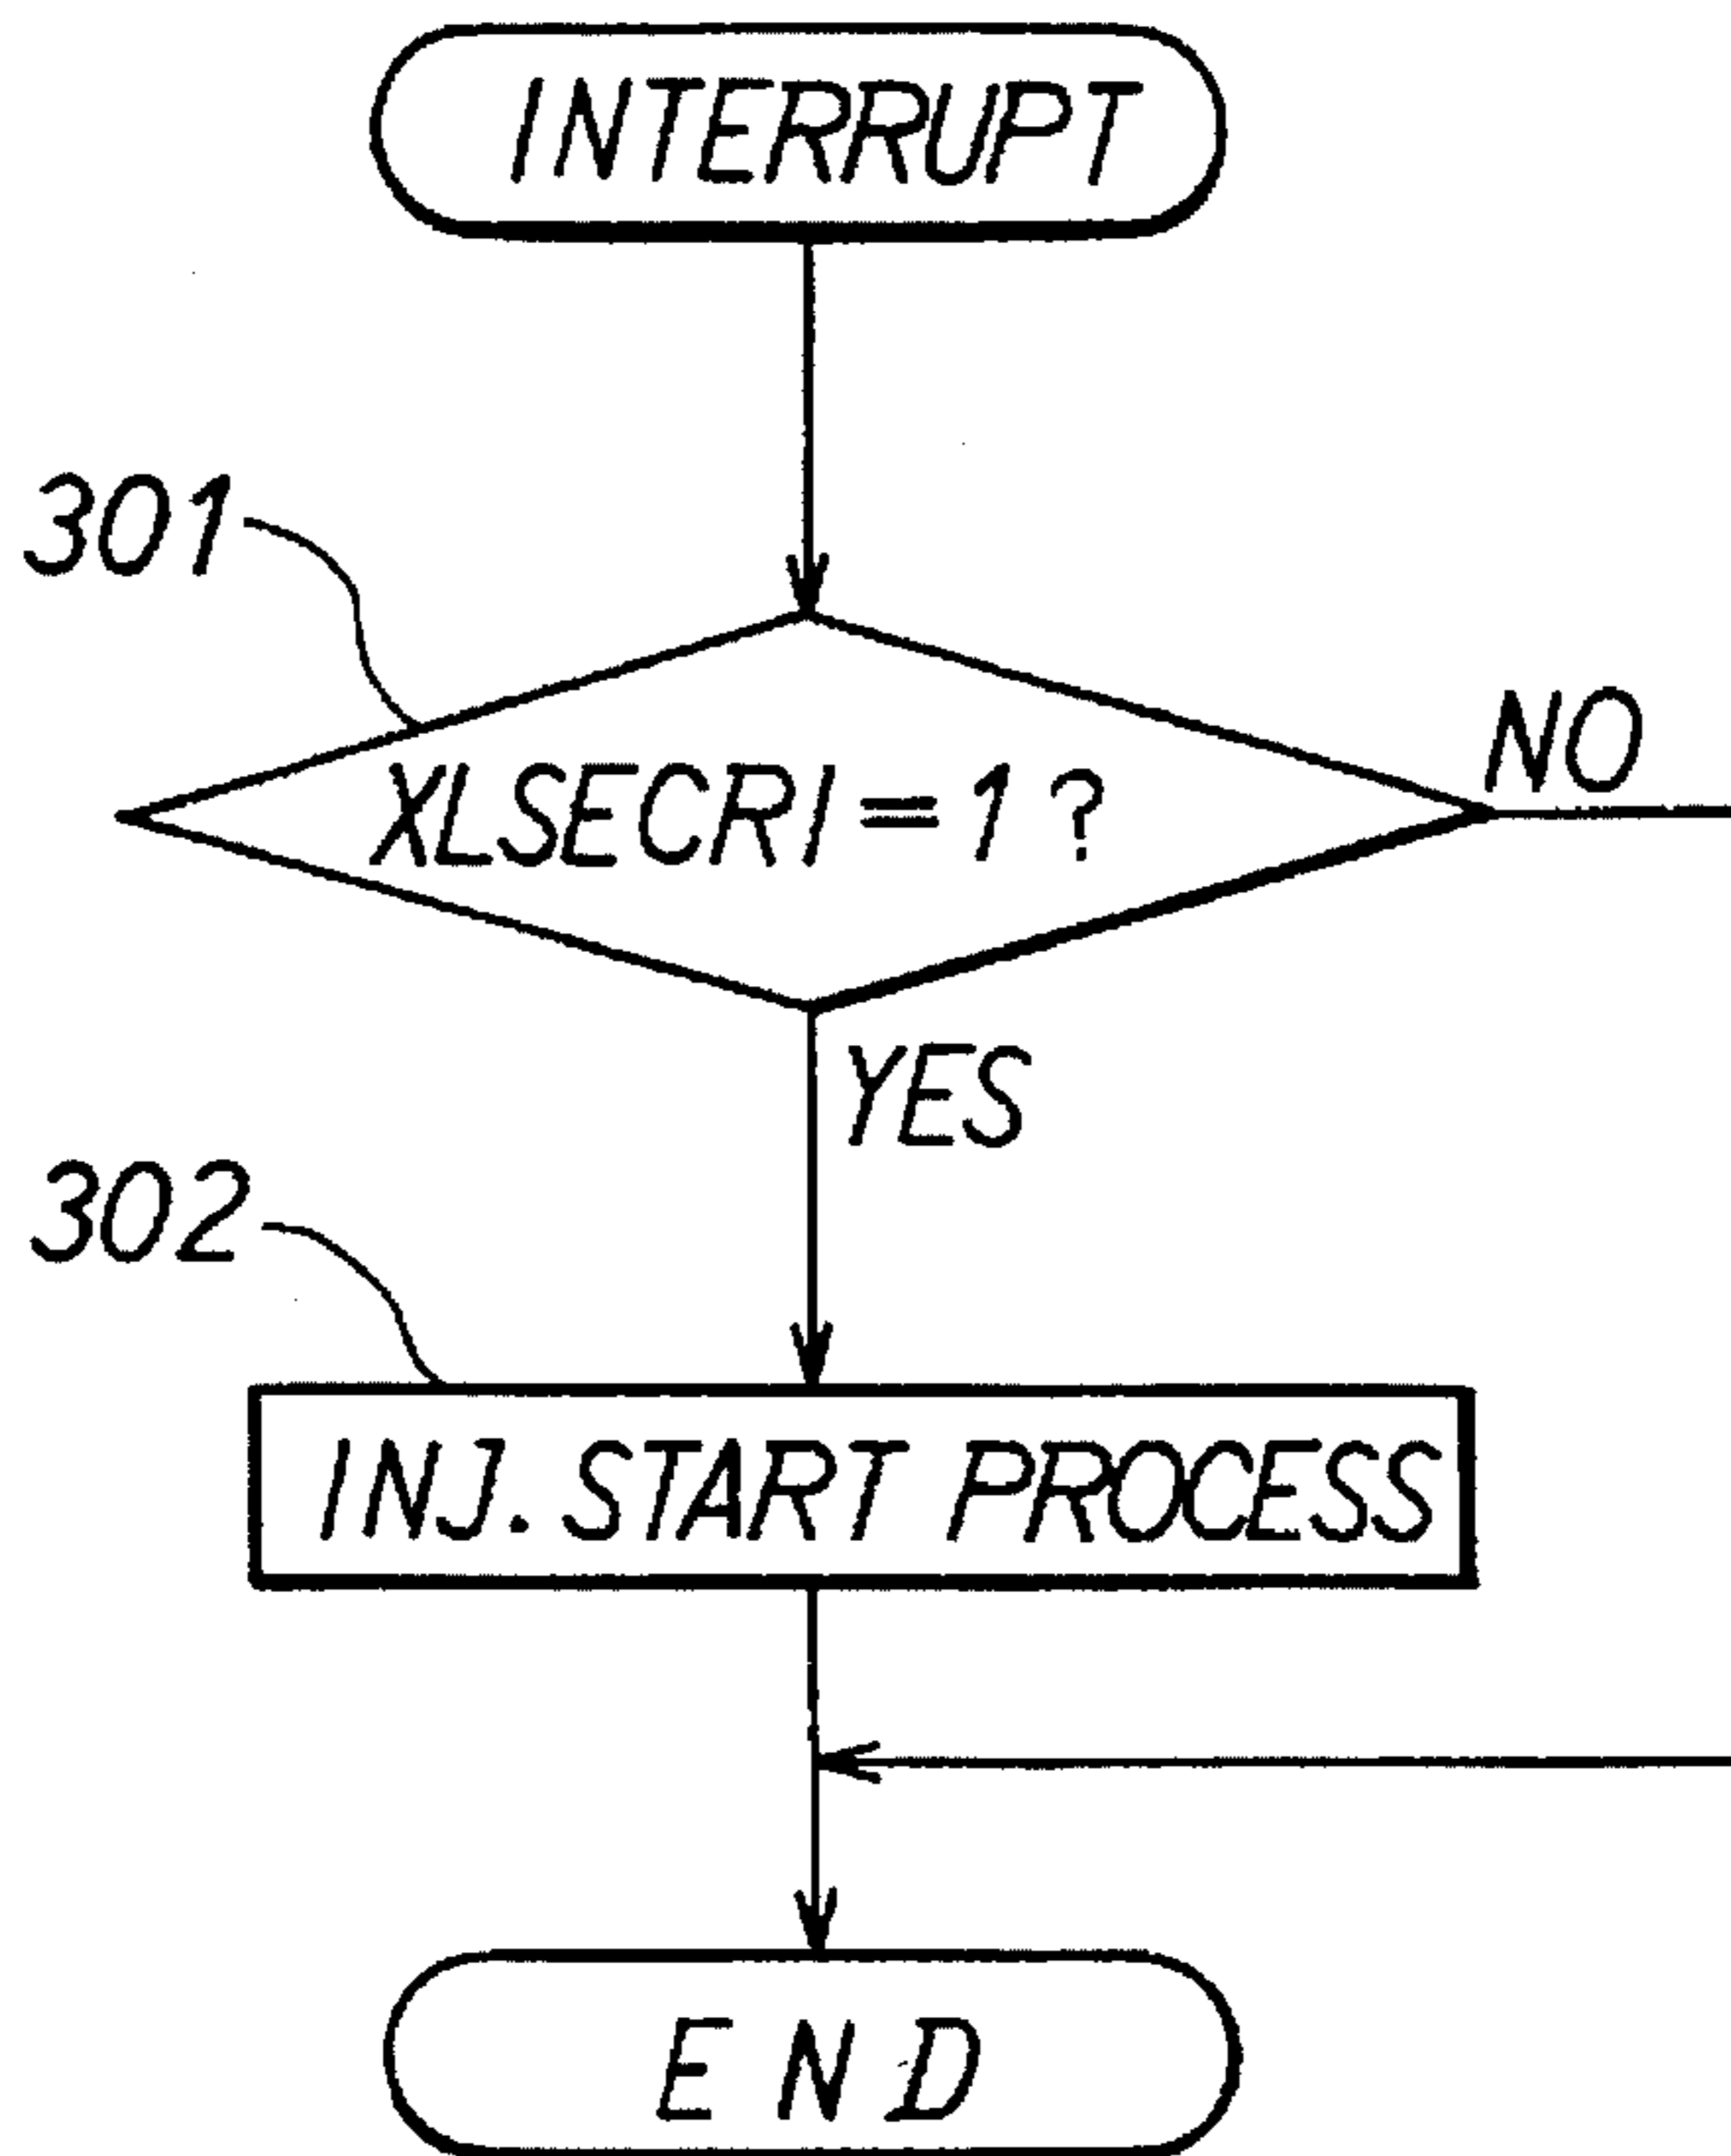 INTERRUPT
301
XLSECRI=1?
NO
YES
302
INJ. START PROCESS
END